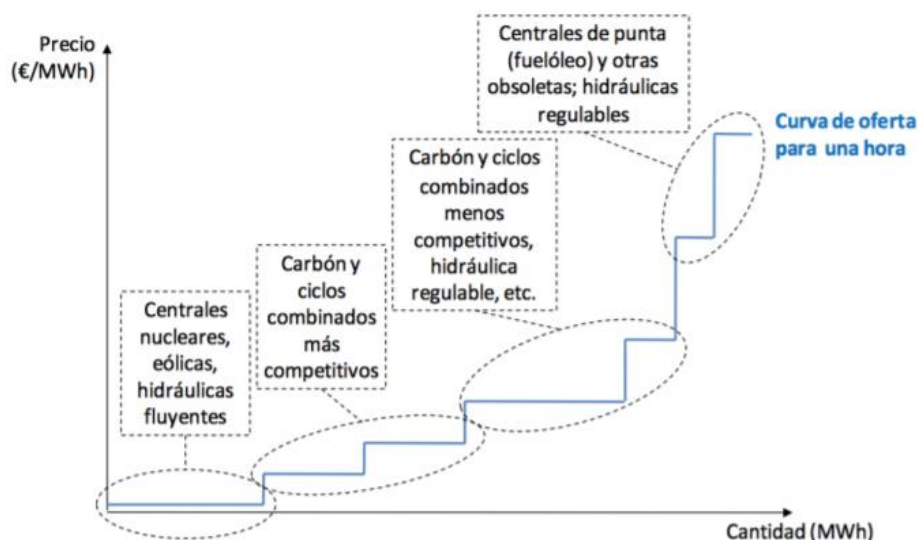 Precio
(€/MWh)
Centrales de punta
(fuelóleo) y otras
obsoletas; hidráulicas
regulables
Curva de oferta
para una hora
Carbón y ciclos
combinados
menos
competitivos,
hidráulica
regulable, etc.
Carbón y
ciclos
combinados
más
competitivos
Centrales
nucleares,
eólicas,
hidráulicas
fluyentes
Cantidad (MWh)